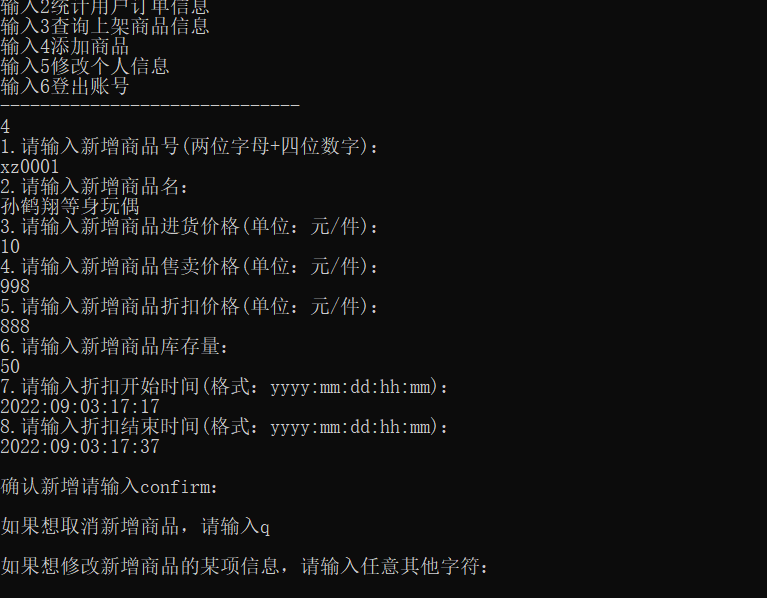 输入2统计用户订单信息
输入3查询上架商品信息
输入4添加商品
输入5修改个人信息
输入6登出账号
------------------------------
4
1.请输入新增商品号(两位字母+四位数字):
xz0001
2.请输入新增商品名:
孙鹤翔等身玩偶
3.请输入新增商品进货价格(单位: 元/件):
10
4.请输入新增商品售卖价格(单位: 元/件):
998
5.请输入新增商品折扣价格(单位: 元/件):
888
6.请输入新增商品库存量:
50
7.请输入折扣开始时间(格式: yyyy:mm:dd:hh:mm):
2022:09:03:17:17
8.请输入折扣结束时间(格式: yyyy:mm:dd:hh:mm):
2022:09:03:17:37
确认新增请输入confirm:
如果想取消新增商品, 请输入q
如果想修改新增商品的某项信息, 请输入任意其他字符: